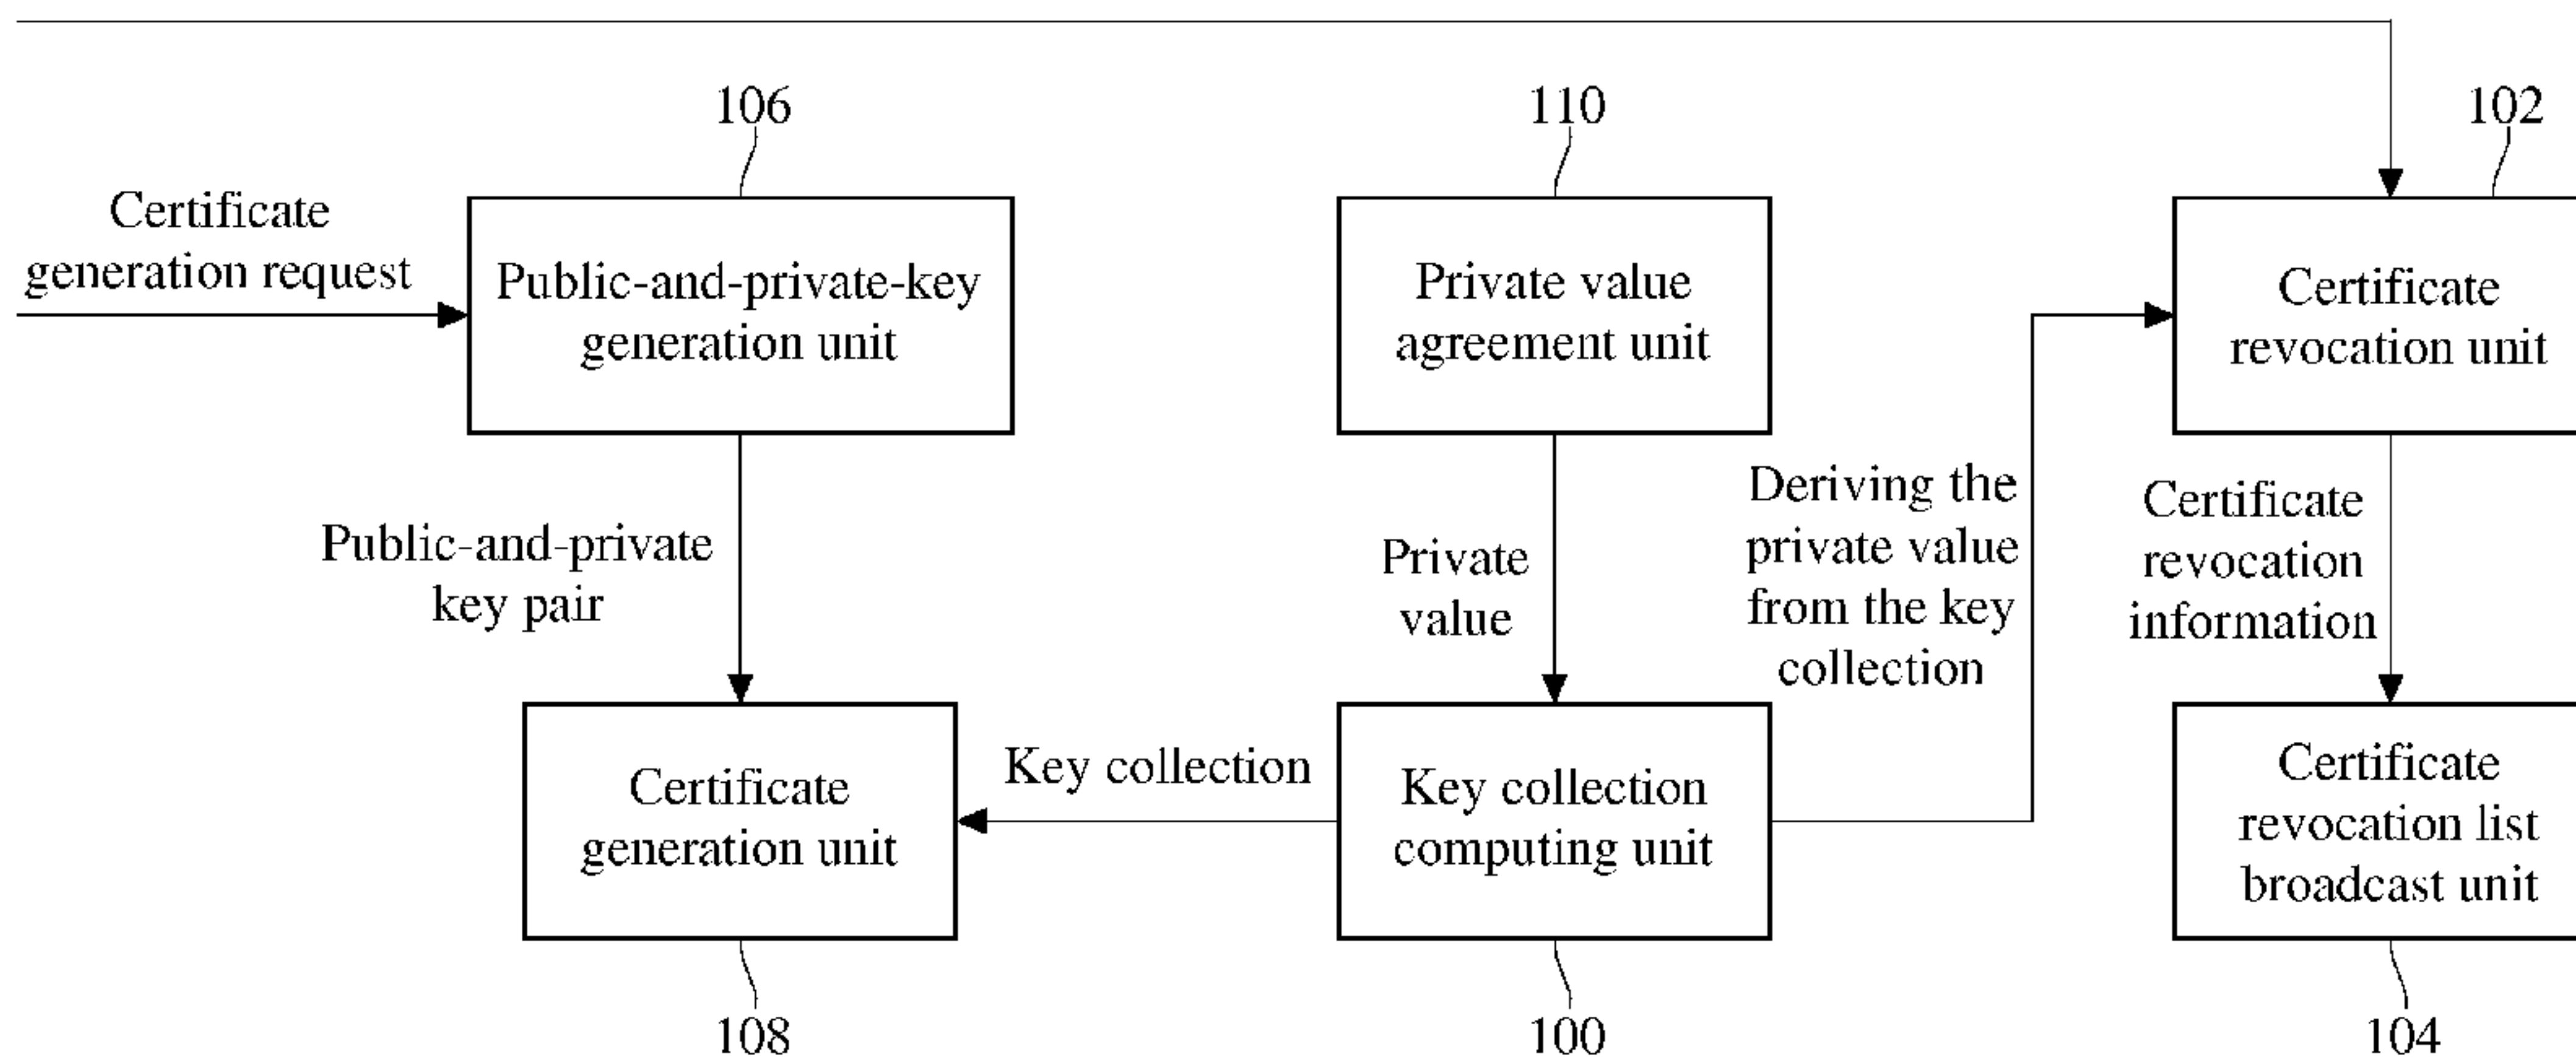 106
110
102
Certificate
generation request
Public-and-private-key
generation unit
Private value
agreement unit
Certificate
revocation unit
Public-and-private
key pair
Private
value
Deriving the
private value
from the key
collection
Certificate
revocation
information
Certificate
generation unit
Key collection
Key collection
computing unit
Certificate
revocation list
broadcast unit
108
100
104